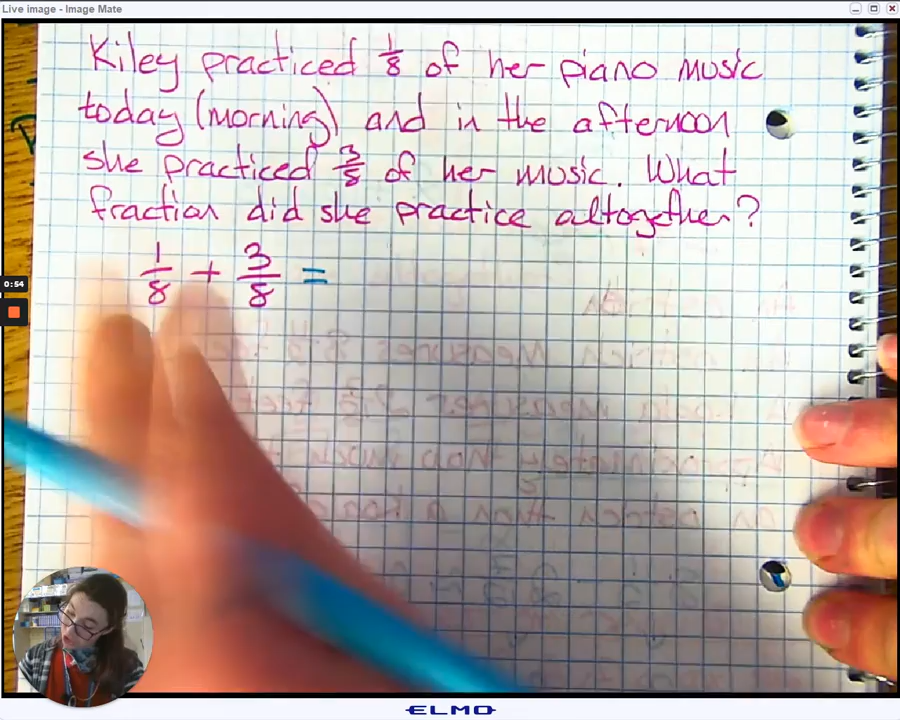 Live image - Image Mate
Kiley practiced 1/8 of her piano music
today (morning) and in the afternoon
she practiced 3/8 of her music. What
fraction did she practice altogether?
1/8 + 3/8 =
0:54
ELMO